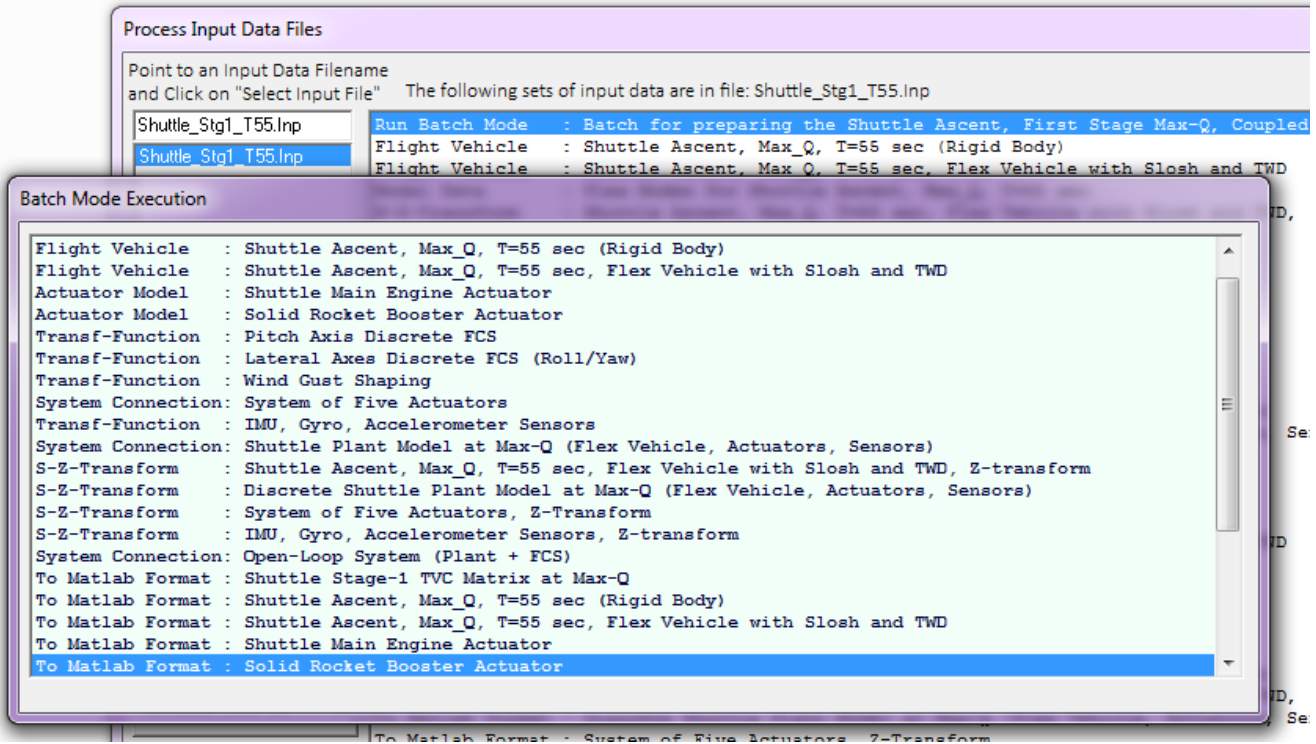 Process Input Data Files
Point to an Input Data Filename
and Click on "Select Input File"
The following sets of input data are in file: Shuttle_Stg1_T55.Inp
Shuttle_Stg1_T55.Inp
Shuttle_Stg1_T55.Inp
Run Batch Mode : Batch for preparing the Shuttle Ascent, First Stage Max-Q, Coupled
Flight Vehicle : Shuttle Ascent, Max_Q, T=55 sec (Rigid Body)
Flight Vehicle : Shuttle Ascent, Max_Q, T=55 sec, Flex Vehicle with Slosh and TWD
Batch Mode Execution
Flight Vehicle : Shuttle Ascent, Max_Q, T=55 sec (Rigid Body)
Flight Vehicle : Shuttle Ascent, Max_Q, T=55 sec, Flex Vehicle with Slosh and TWD
Actuator Model : Shuttle Main Engine Actuator
Actuator Model : Solid Rocket Booster Actuator
Transf-Function : Pitch Axis Discrete FCS
Transf-Function : Lateral Axes Discrete FCS (Roll/Yaw)
Transf-Function : Wind Gust Shaping
System Connection: System of Five Actuators
Transf-Function : IMU, Gyro, Accelerometer Sensors
System Connection: Shuttle Plant Model at Max-Q (Flex Vehicle, Actuators, Sensors)
S-Z-Transform : Shuttle Ascent, Max_Q, T=55 sec, Flex Vehicle with Slosh and TWD, Z-transform
S-Z-Transform : Discrete Shuttle Plant Model at Max-Q (Flex Vehicle, Actuators, Sensors)
S-Z-Transform : System of Five Actuators, Z-Transform
S-Z-Transform : IMU, Gyro, Accelerometer Sensors, Z-transform
System Connection: Open-Loop System (Plant + FCS)
To Matlab Format : Shuttle Stage-1 TVC Matrix at Max-Q
To Matlab Format : Shuttle Ascent, Max_Q, T=55 sec (Rigid Body)
To Matlab Format : Shuttle Ascent, Max_Q, T=55 sec, Flex Vehicle with Slosh and TWD
To Matlab Format : Shuttle Main Engine Actuator
To Matlab Format : Solid Rocket Booster Actuator
To Matlab Format : System of Five Actuators, Z-Transform